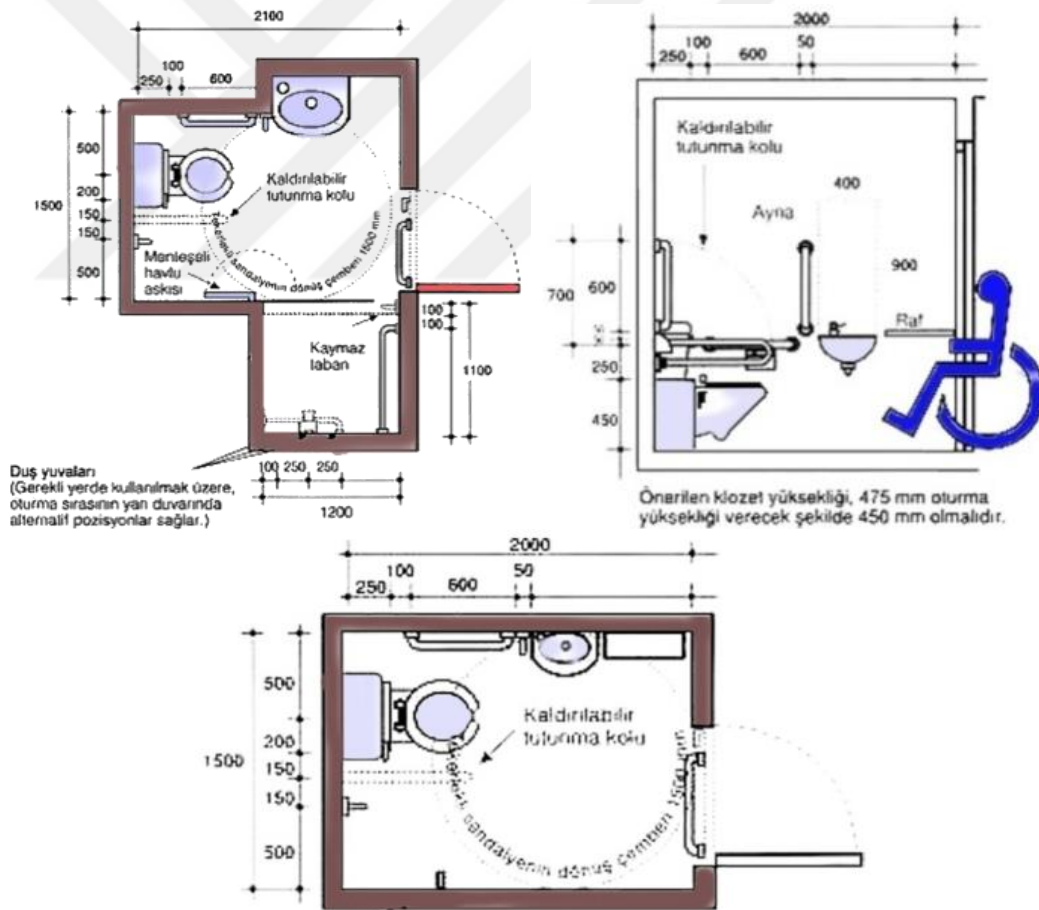 2100
100
250
600
500
200
1500
150
150
500
Kaldırılabilir
tutunma kolu
Tekerlekli sandalyenin dönüş çemberi 1500 mm
Menteşeli
havlu
askısı
100
100
Kaymaz
laban
1100
Duş yuvaları
(Gerekli yerde kullanılmak üzere,
oturma sırasının yan duvarında
alternatif pozisyonlar sağlar.)
100 250 250
1200
2000
100 50
250 600
Kaldırılabilir
tutunma kolu
400
Ayna
900
600
700
Raf
250
450
Önerilen klozet yüksekliği, 475 mm oturma
yüksekliği verecek şekilde 450 mm olmalıdır.
2000
100 50
250 600
500
200
1500
150
150
500
Kaldırılabilir
tutunma kolu
Tekerlekli sandalyenin dönüş çemberi 1500 mm